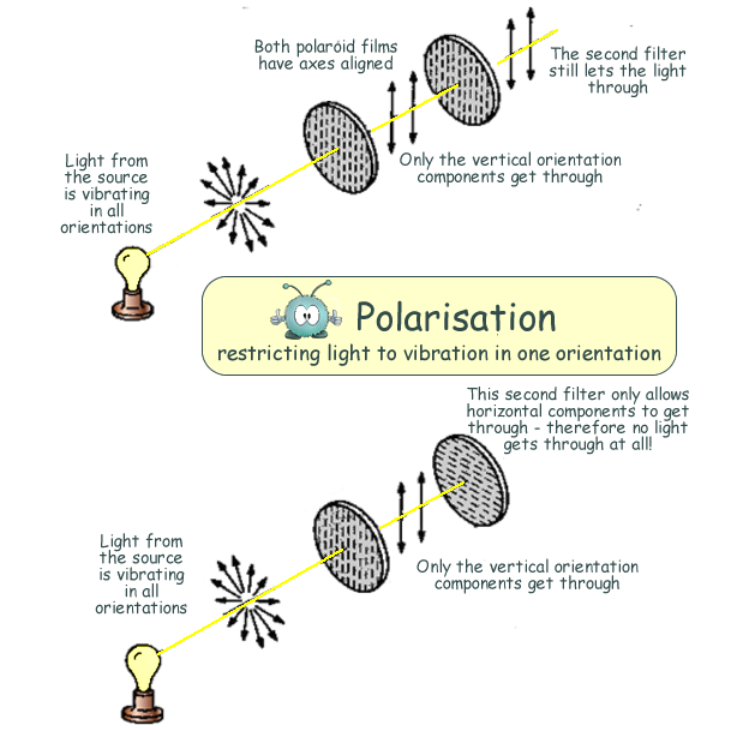 Both polaroid films
have axes aligned
The second filter
still lets the light
through
Only the vertical orientation
components get through
Light from
the source
is vibrating
in all
orientations
Polarisation
restricting light to vibration in one orientation
This second filter only allows
horizontal components to get
through - therefore no light
gets through at all!
Light from
the source
is vibrating
in all
orientations
Only the vertical orientation
components get through